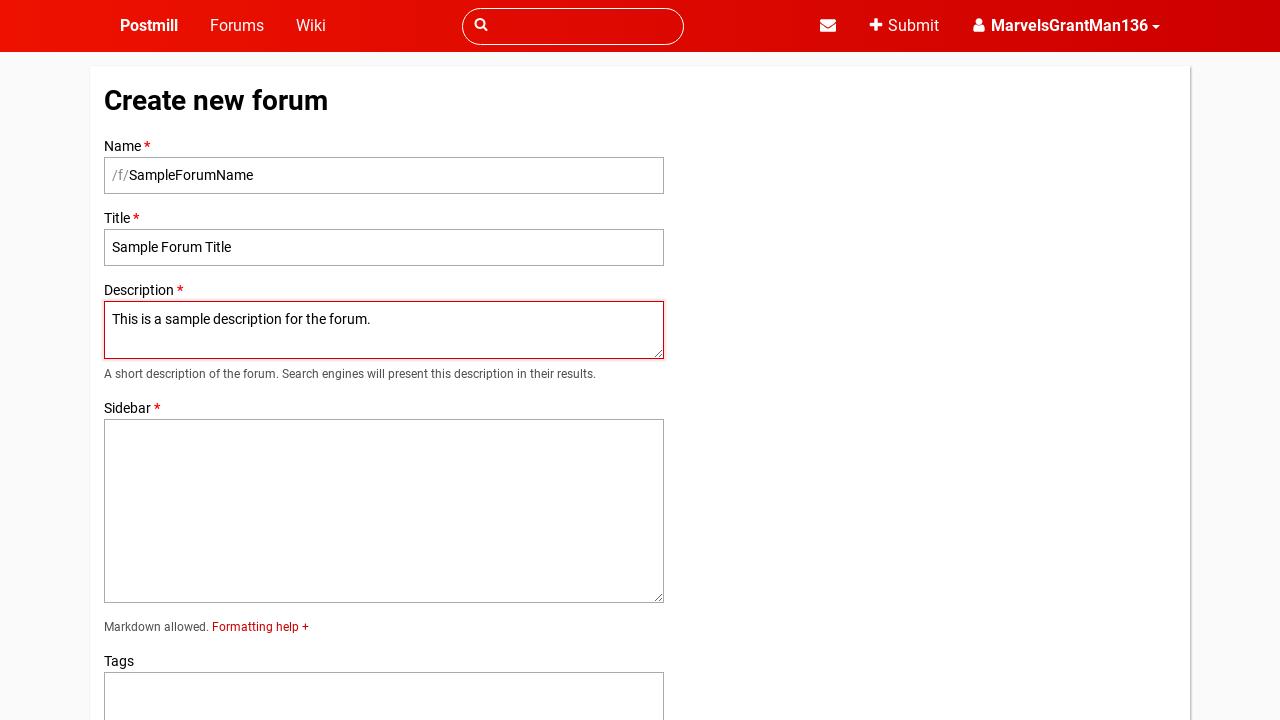 Postmill Forums Wiki Submit MarvelsGrantMan136
Create new forum
Name *
/f/SampleForumName
Title *
Sample Forum Title
Description *
This is a sample description for the forum.
A short description of the forum. Search engines will present this description in their results.
Sidebar *
Markdown allowed. Formatting help +
Tags